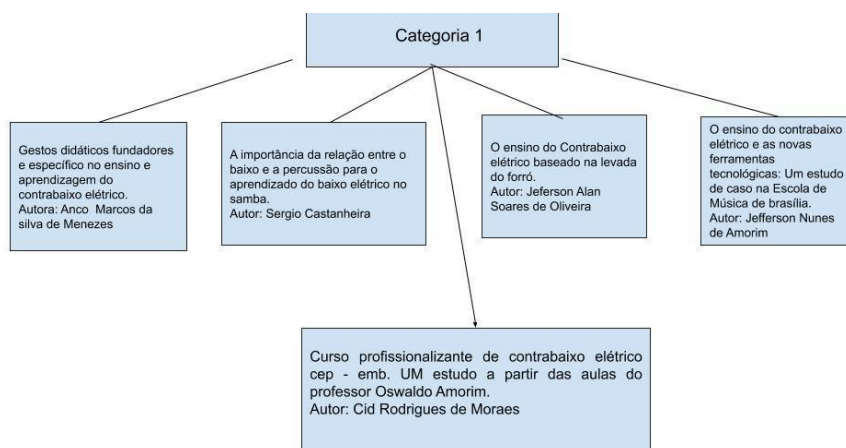 Categoria 1
Gestos didáticos fundadores
e específico no ensino e
aprendizagem do
contrabaixo elétrico.
Autora: Anco Marcos da
silva de Menezes
A importância da relação entre o
baixo e a percussão para o
aprendizado do baixo elétrico no
samba.
Autor: Sergio Castanheira
O ensino do Contrabaixo
elétrico baseado na levada
do forró.
Autor: Jeferson Alan
Soares de Oliveira
O ensino do contrabaixo
elétrico e as novas
ferramentas
tecnológicas: Um estudo
de caso na Escola de
Música de brasília.
Autor: Jefferson Nunes
de Amorim
Curso profissionalizante de contrabaixo elétrico
cep - emb. UM estudo a partir das aulas do
professor Oswaldo Amorim.
Autor: Cid Rodrigues de Moraes